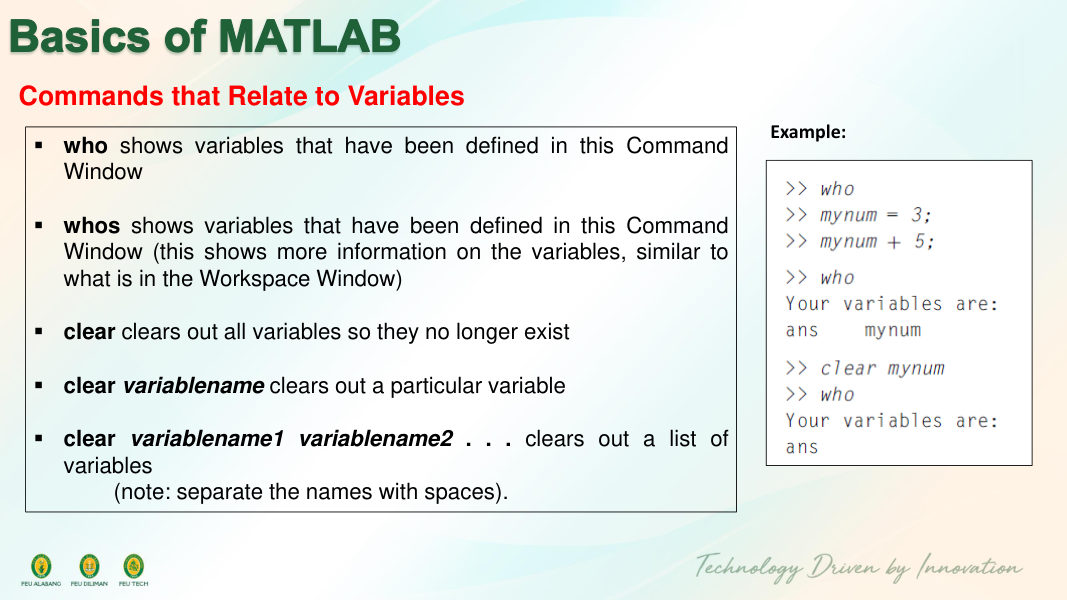 Basics of MATLAB
Commands that Relate to Variables
▪ who shows variables that have been defined in this Command
Window
▪ whos shows variables that have been defined in this Command
Window (this shows more information on the variables, similar to
what is in the Workspace Window)
▪ clear clears out all variables so they no longer exist
▪ clear variablename clears out a particular variable
▪ clear variablename1 variablename2 . . . clears out a list of
variables
(note: separate the names with spaces).
Example:
>> who
>> mynum = 3;
>> mynum + 5;
>> who
Your variables are:
ans mynum
>> clear mynum
>> who
Your variables are:
ans
FEU ALABANG FEU DILIMAN FEU TECH
Technology Driven by Innovation